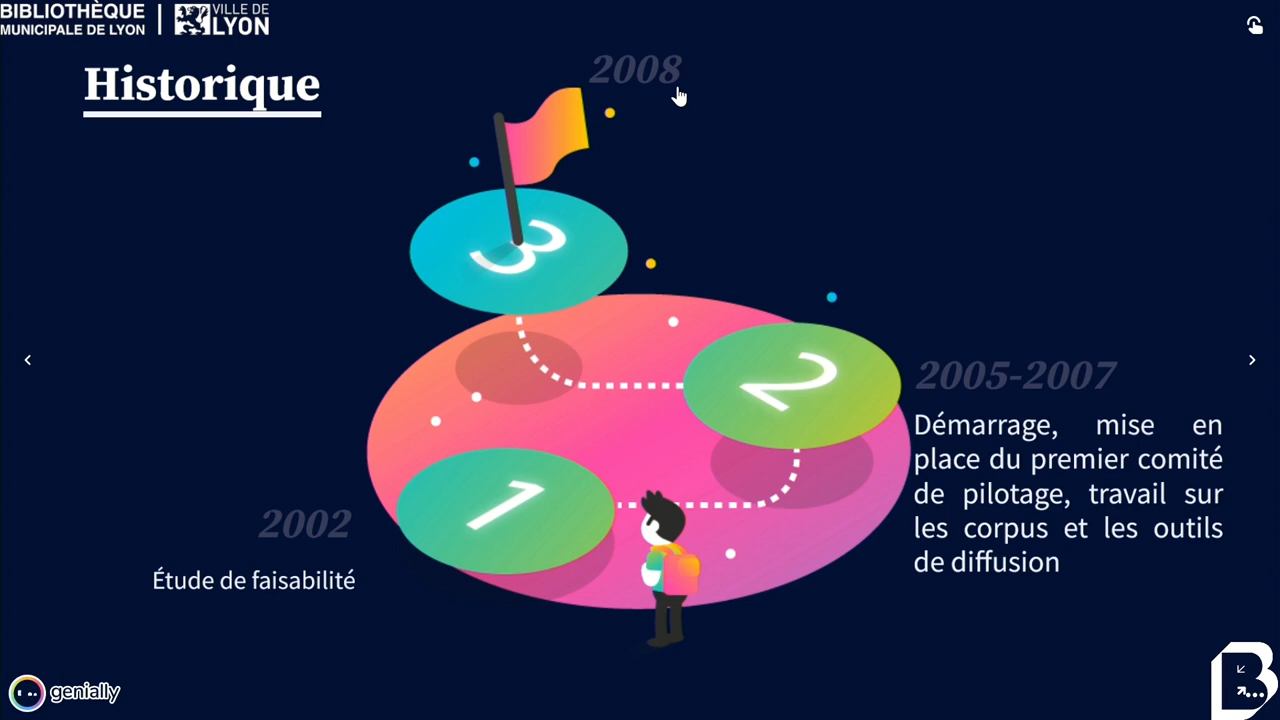 BIBLIOTHÈQUE
MUNICIPALE DE LYON
VILLE DE
LYON
Historique
2008
3
2
2005-2007
Démarrage, mise en
place du premier comité
de pilotage, travail sur
les corpus et les outils
de diffusion
1
2002
Étude de faisabilité
genially
B